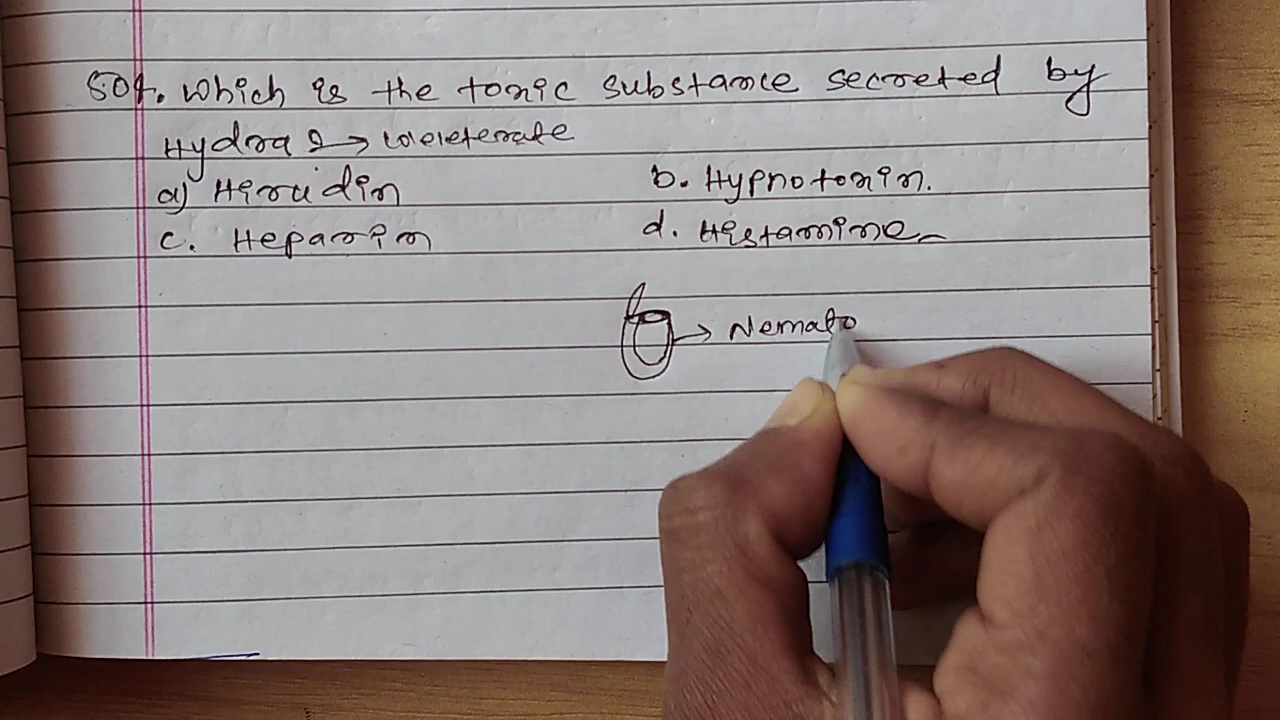 504. Which is the toxic substance secreted by
Hydra? → Coelenterate
a) Hirudin
b. Hypnotoxin.
c. Heparin
d. Histamine
→ Nemato